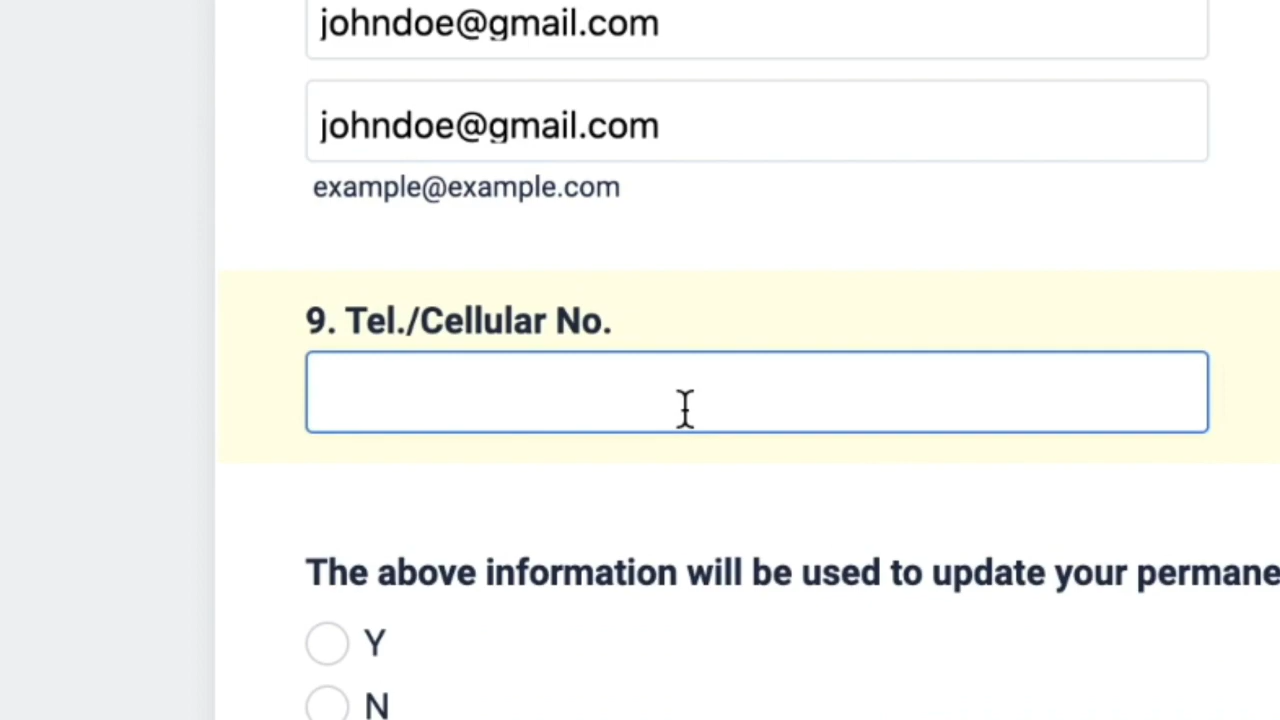 johndoe@gmail.com
johndoe@gmail.com
example@example.com
9. Tel./Cellular No.
The above information will be used to update your permane
Y
N